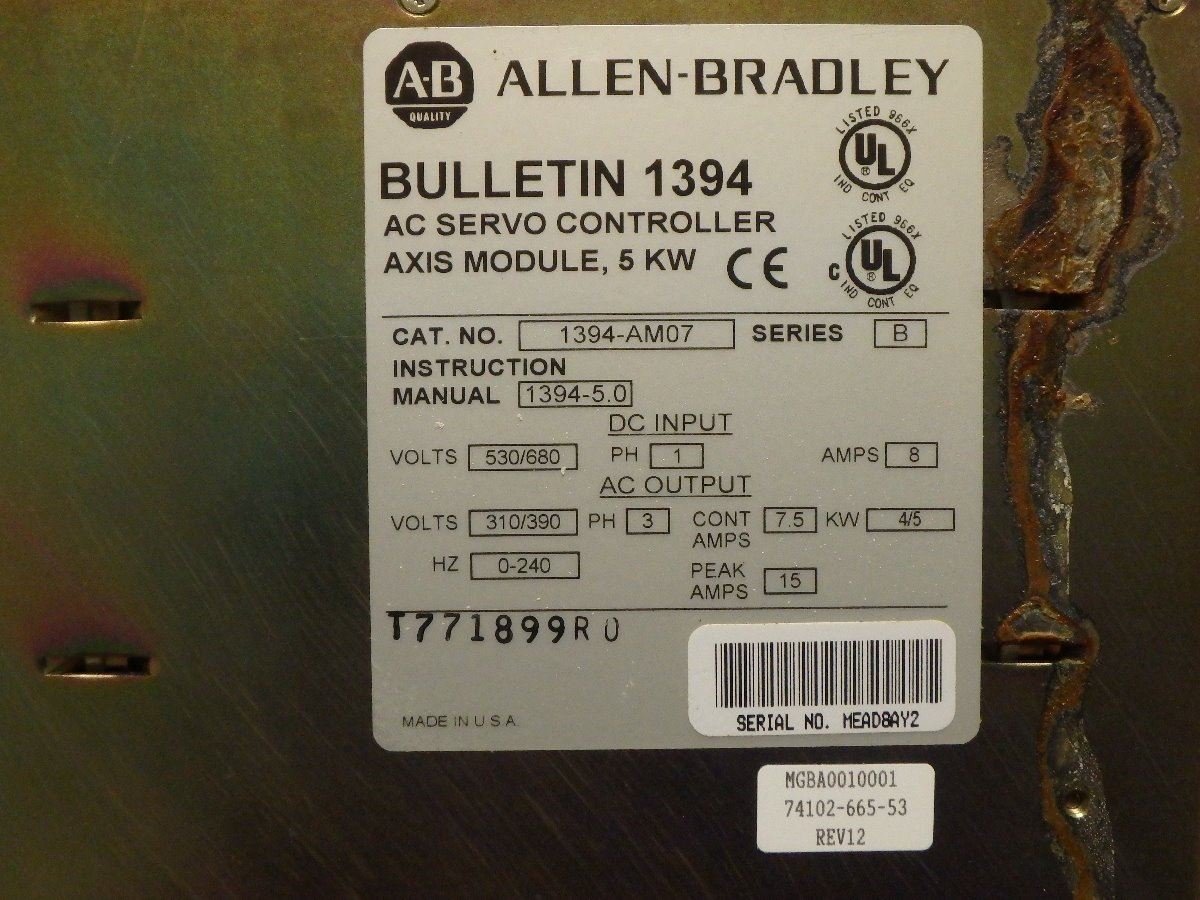 A-B
QUALITY
ALLEN-BRADLEY
LISTED 966X
UL
®
IND CONT EQ
BULLETIN 1394
AC SERVO CONTROLLER
AXIS MODULE, 5 KW
CE
LISTED 966X
C UL
®
IND CONT EQ
CAT. NO. 1394-AM07 SERIES B
INSTRUCTION
MANUAL 1394-5.0
DC INPUT
VOLTS 530/680 PH 1 AMPS 8
AC OUTPUT
VOLTS 310/390 PH 3 CONT AMPS 7.5 KW 4/5
HZ 0-240 PEAK AMPS 15
T771899R0
MADE IN U S A.
SERIAL NO. MEAD8AY2
MGBA0010001
74102-665-53
REV12